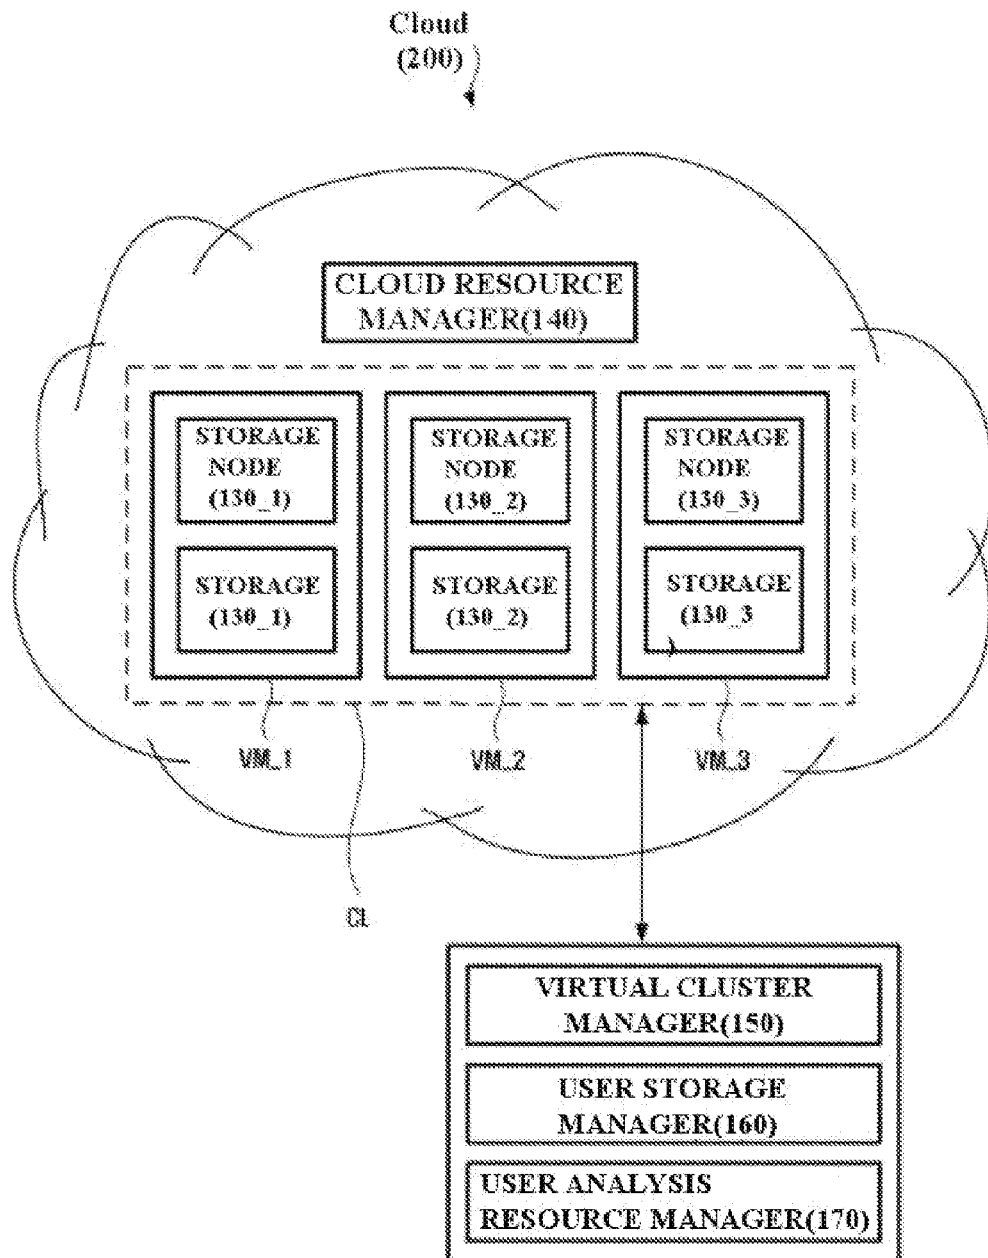 Cloud
(200)
CLOUD RESOURCE
MANAGER(140)
STORAGE
NODE
(130_1)
STORAGE
NODE
(130_2)
STORAGE
NODE
(130_3)
STORAGE
(130_1)
STORAGE
(130_2)
STORAGE
(130_3
)
VM_1
VM_2
VM_3
CL
VIRTUAL CLUSTER
MANAGER(150)
USER STORAGE
MANAGER(160)
USER ANALYSIS
RESOURCE MANAGER(170)